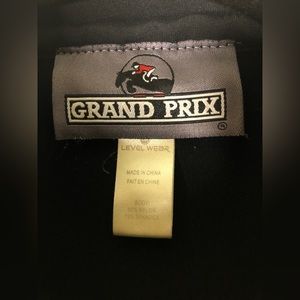 GRAND PRIX
®
LEVEL WEAR
MADE IN CHINA
FAIT EN CHINE
BODY